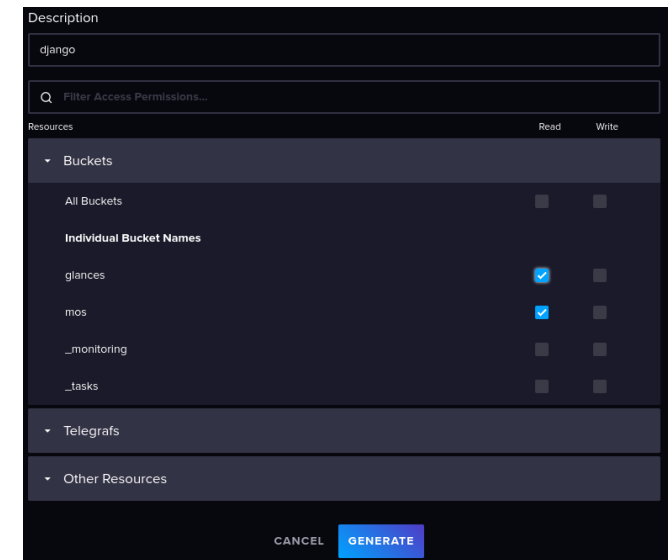 Description
django
Filter Access Permissions...
Resources Read Write
Buckets
All Buckets
Individual Bucket Names
glances
mos
_monitoring
_tasks
Telegrafs
Other Resources
CANCEL GENERATE